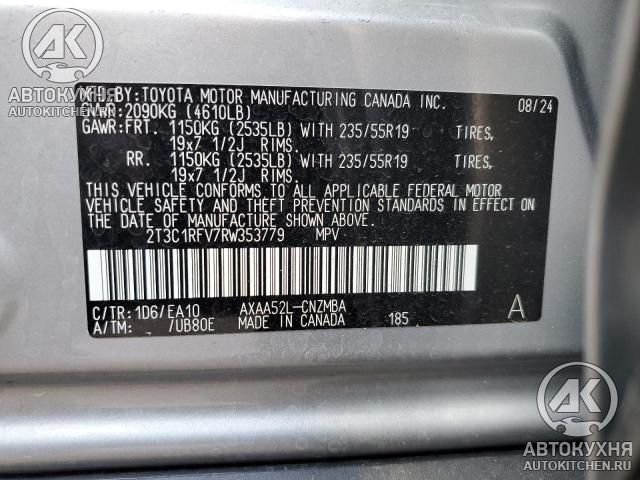 MFD.BY:TOYOTA MOTOR MANUFACTURING CANADA INC. 08/24
GVWR:2090KG (4610LB)
GAWR:FRT. 1150KG (2535LB) WITH 235/55R19 TIRES,
19x7 1/2J RIMS.
RR. 1150KG (2535LB) WITH 235/55R19 TIRES,
19x7 1/2J RIMS.
THIS VEHICLE CONFORMS TO ALL APPLICABLE FEDERAL MOTOR
VEHICLE SAFETY AND THEFT PREVENTION STANDARDS IN EFFECT ON
THE DATE OF MANUFACTURE SHOWN ABOVE.
2T3C1RFV7RW353779 MPV
C/TR:1D6/EA10 AXAA52L-CNZMBA A
A/TM: /UB80E MADE IN CANADA 185
AK
АВТОКУХНЯ
AutoKitchen.ru
AK
АВТОКУХНЯ
AUTOKITCHEN.RU